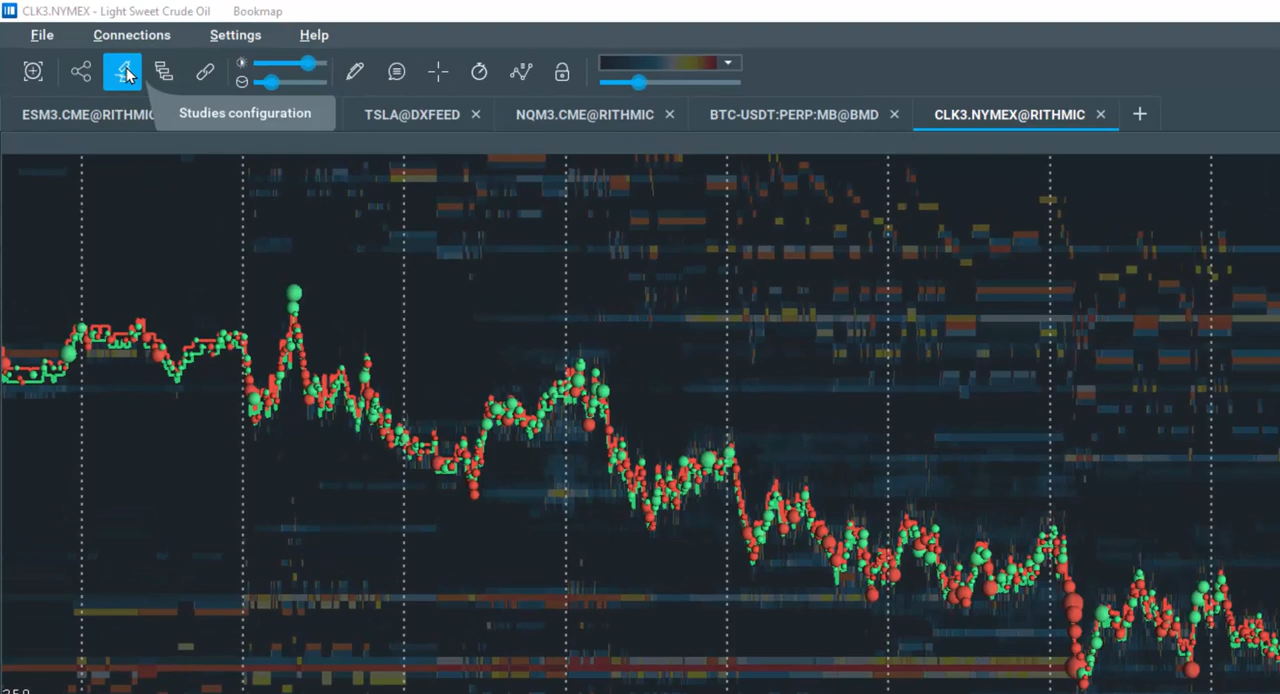 CLK3.NYMEX - Light Sweet Crude Oil Bookmap
File Connections Settings Help
Studies configuration
ESM3.CME@RITHMIC TSLA@DXFEED NQM3.CME@RITHMIC BTC-USDT:PERP:MB@BMD CLK3.NYMEX@RITHMIC